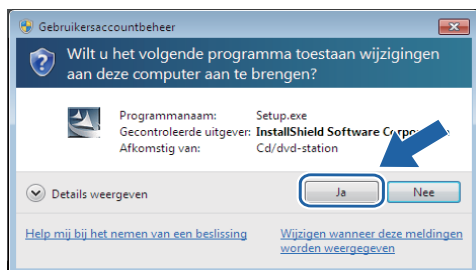 Gebruikersaccountbeheer
Wilt u het volgende programma toestaan wijzigingen
aan deze computer aan te brengen?
Programmanaam: Setup.exe
Gecontroleerde uitgever: InstallShield Software
Afkomstig van: Cd/dvd-station
Details weergeven
Ja
Nee
Help mij bij het nemen van een beslissing
Wijzigen wanneer deze meldingen
worden weergegeven